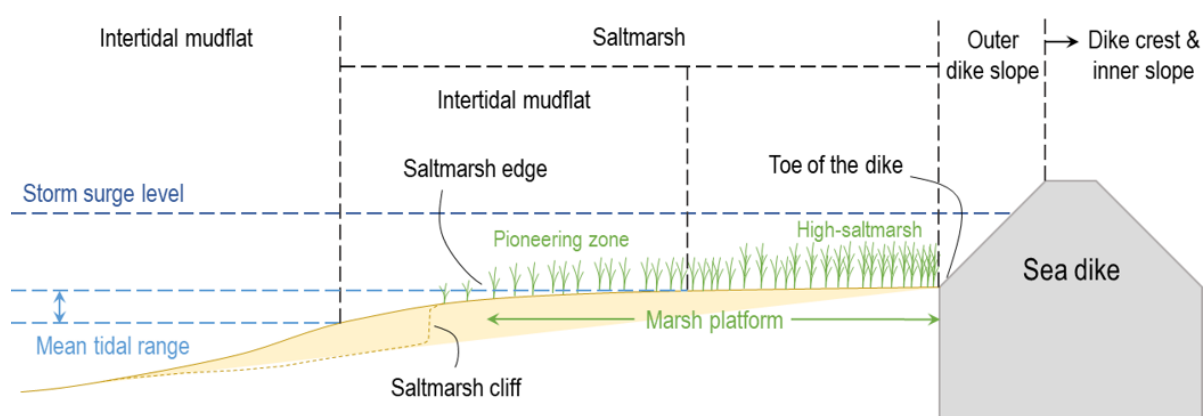 Intertidal mudflat
Saltmarsh
Outer
dike slope
Dike crest &
inner slope
Intertidal mudflat
Saltmarsh edge
Toe of the dike
Storm surge level
Pioneering zone
High-saltmarsh
Sea dike
Marsh platform
Mean tidal range
Saltmarsh cliff